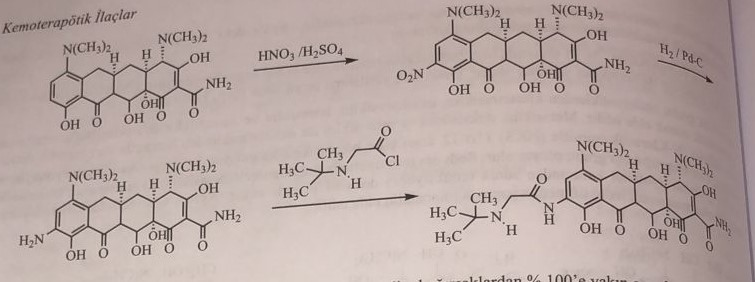 Kemoterapötik İlaçlar
N(CH₃)₂ H H N(CH₃)₂ OH
NH₂
OH O OH OH O O
HNO₃ /H₂SO₄
N(CH₃)₂ H H N(CH₃)₂ OH
O₂N NH₂
OH O OH OH O O
H₂ / Pd-C
N(CH₃)₂ H H N(CH₃)₂ OH
H₂N NH₂
OH O OH OH O O
O
CH₃ Cl
H₃C N
H₃C H
N(CH₃)₂ H H N(CH₃)₂ OH
CH₃ O
H₃C N N NH₂
H₃C H H OH O OH OH O O
% 100'e